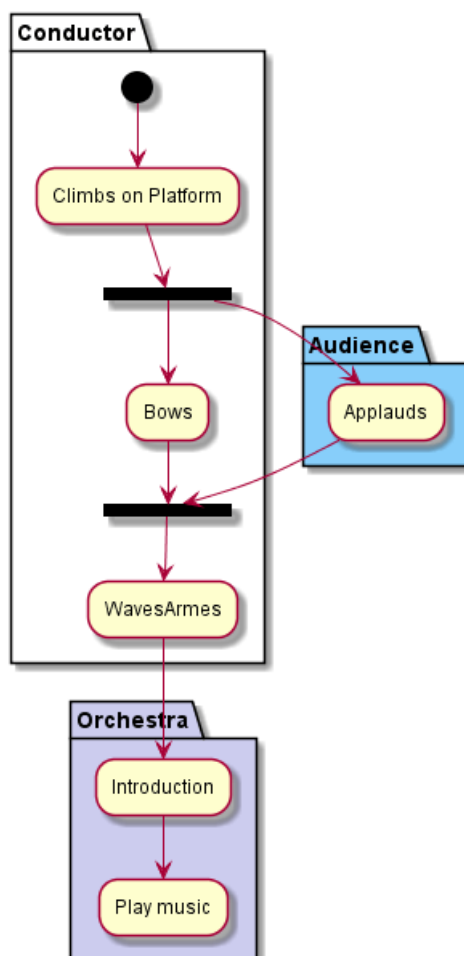 Conductor
Climbs on Platform
Audience
Bows
Applauds
WavesArmes
Orchestra
Introduction
Play music